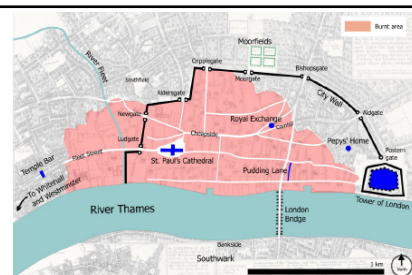 Burnt area
Moorfields
Cripplegate
Bishopsgate
River Fleet
Smithfield
Aldersgate
Moorgate
City Wall
Newgate
Royal Exchange
Aldgate
Ludgate
Cheapside
Cornhill
Pepys' Home
Postern gate
Temple Bar
Fleet Street
St. Paul's Cathedral
Pudding Lane
To Whitehall
and Westminster
Tower of London
River Thames
London
Bridge
Bankside
Southwark
1 km